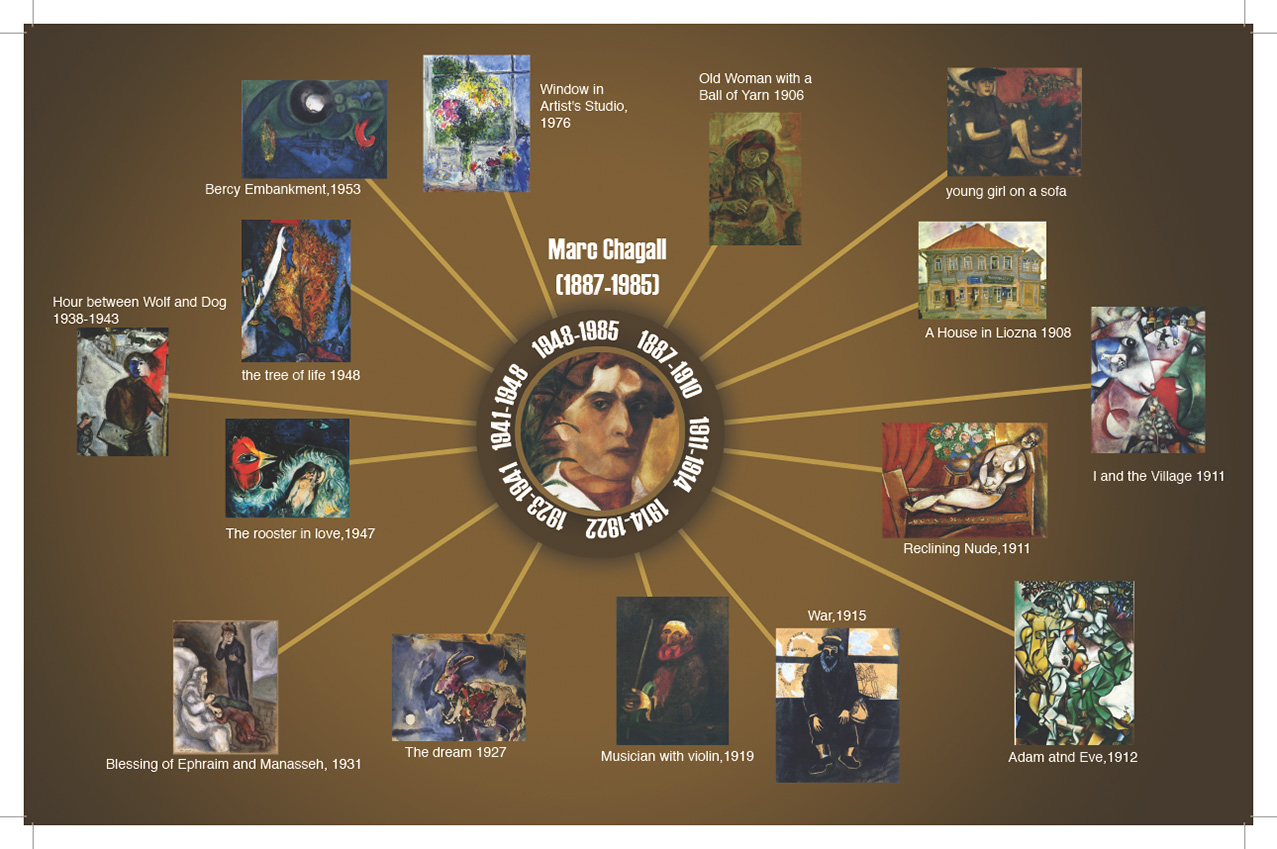 Marc Chagall
(1887-1985)
1887-1910
1911-1914
1914-1922
1923-1941
1941-1948
1948-1985
Old Woman with a
Ball of Yarn 1906
young girl on a sofa
A House in Liozna 1908
I and the Village 1911
Reclining Nude,1911
Adam atnd Eve,1912
War,1915
Musician with violin,1919
The dream 1927
Blessing of Ephraim and Manasseh, 1931
The rooster in love,1947
Hour between Wolf and Dog
1938-1943
the tree of life 1948
Bercy Embankment,1953
Window in
Artist's Studio,
1976